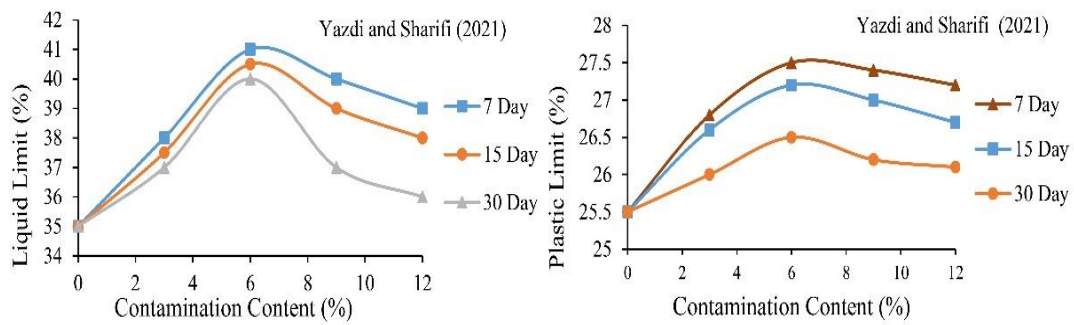 Yazdi and Sharifi (2021)
42
41
40
39
38
37
36
35
34
Liquid Limit (%)
0
2
4
6
8
10
12
Contamination Content (%)
7 Day
15 Day
30 Day
Yazdi and Sharifi (2021)
28
27.5
27
26.5
26
25.5
25
Plastic Limit (%)
0
2
4
6
8
10
12
Contamination Content (%)
7 Day
15 Day
30 Day